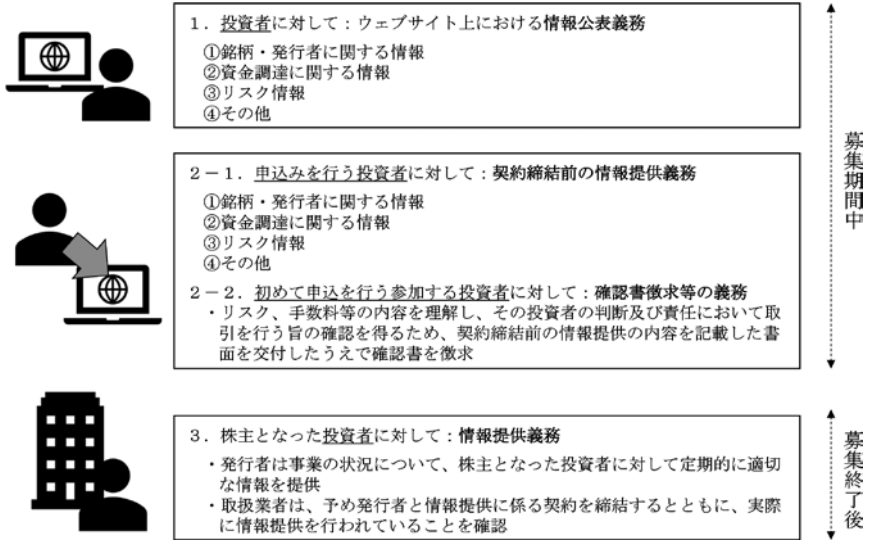 1．投資者に対して：ウェブサイト上における情報公表義務
①銘柄・発行者に関する情報
②資金調達に関する情報
③リスク情報
④その他
2－1．申込みを行う投資者に対して：契約締結前の情報提供義務
①銘柄・発行者に関する情報
②資金調達に関する情報
③リスク情報
④その他
2－2．初めて申込を行う参加する投資者に対して：確認書徴求等の義務
・リスク、手数料等の内容を理解し、その投資者の判断及び責任において取
引を行う旨の確認を得るため、契約締結前の情報提供の内容を記載した書
面を交付したうえで確認書を徴求
募集期間中
3．株主となった投資者に対して：情報提供義務
・発行者は事業の状況について、株主となった投資者に対して定期的に適切
な情報を提供
・取扱業者は、予め発行者と情報提供に係る契約を締結するとともに、実際
に情報提供を行われていることを確認
募集終了後